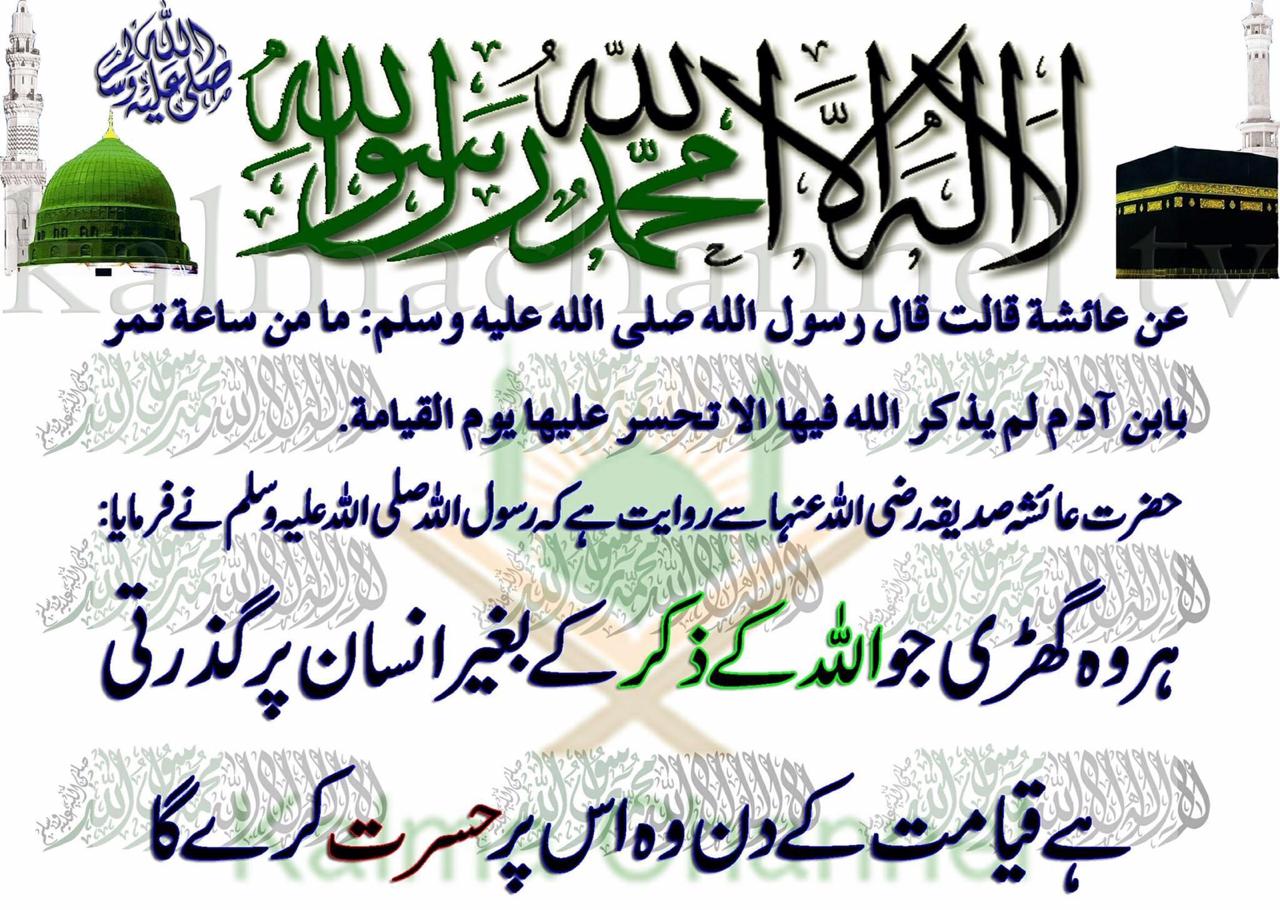 صلى الله عليه وسلم
لا اله الا الله محمد رسول الله
kalmachannel.tv
عن عائشة قالت قال رسول الله صلى الله عليه وسلم: ما من ساعة تمر
بابن آدم لم يذكر الله فيها الا تحسر عليها يوم القيامة.
حضرت عائشہ صدیقہ رضی اللہ عنہا سے روایت ہے کہ رسول اللہ صلی اللہ علیہ وسلم نے فرمایا:
ہر وہ گھڑی جو اللہ کے ذکر کے بغیر انسان پر گذرتی
ہے قیامت کے دن وہ اس پر حسرت کرے گا
Kalma Channel